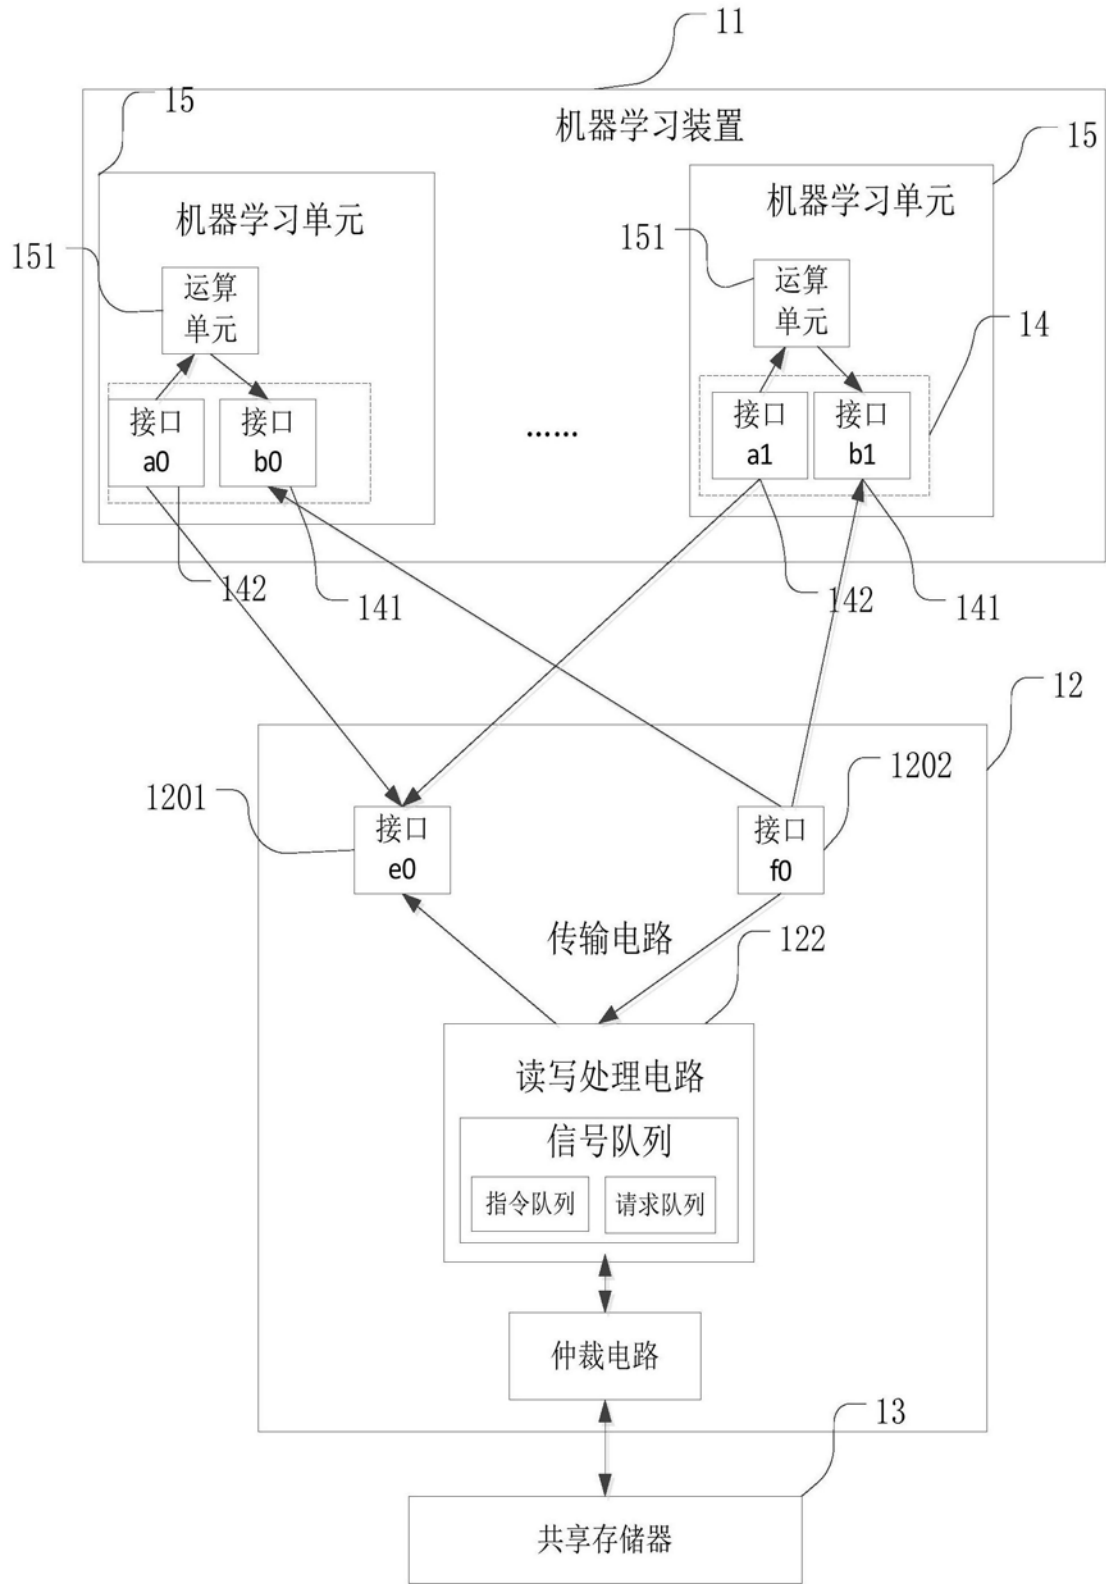 11
机器学习装置
15
15
机器学习单元
机器学习单元
151
151
运算
单元
运算
单元
14
接口
a0
接口
b0
……
接口
a1
接口
b1
142
141
142
141
12
1201
1202
接口
e0
接口
f0
传输电路
122
读写处理电路
信号队列
指令队列
请求队列
仲裁电路
13
共享存储器